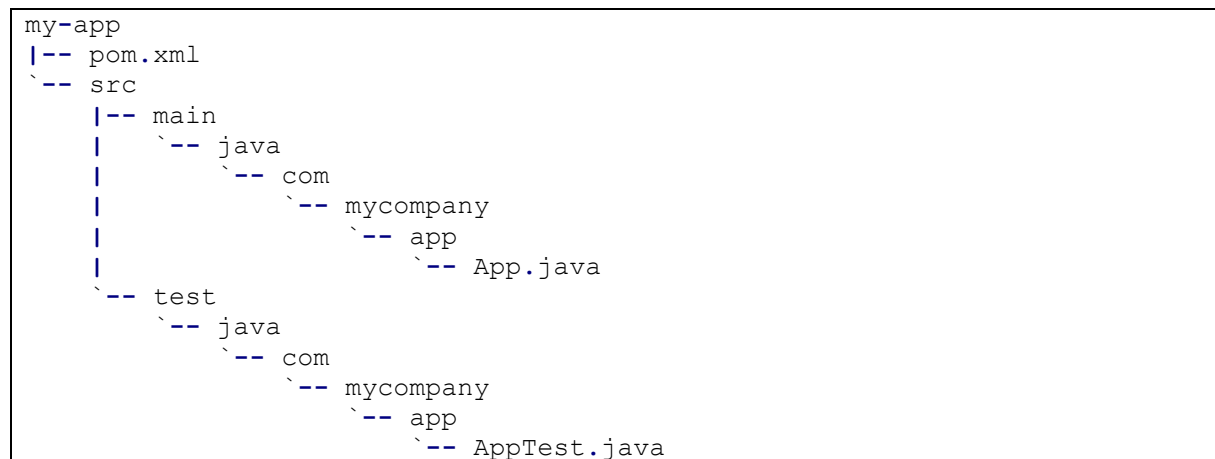 my-app
|-- pom.xml
`-- src
    |-- main
    |   `-- java
    |       `-- com
    |           `-- mycompany
    |               `-- app
    |                   `-- App.java
    `-- test
        `-- java
            `-- com
                `-- mycompany
                    `-- app
                        `-- AppTest.java